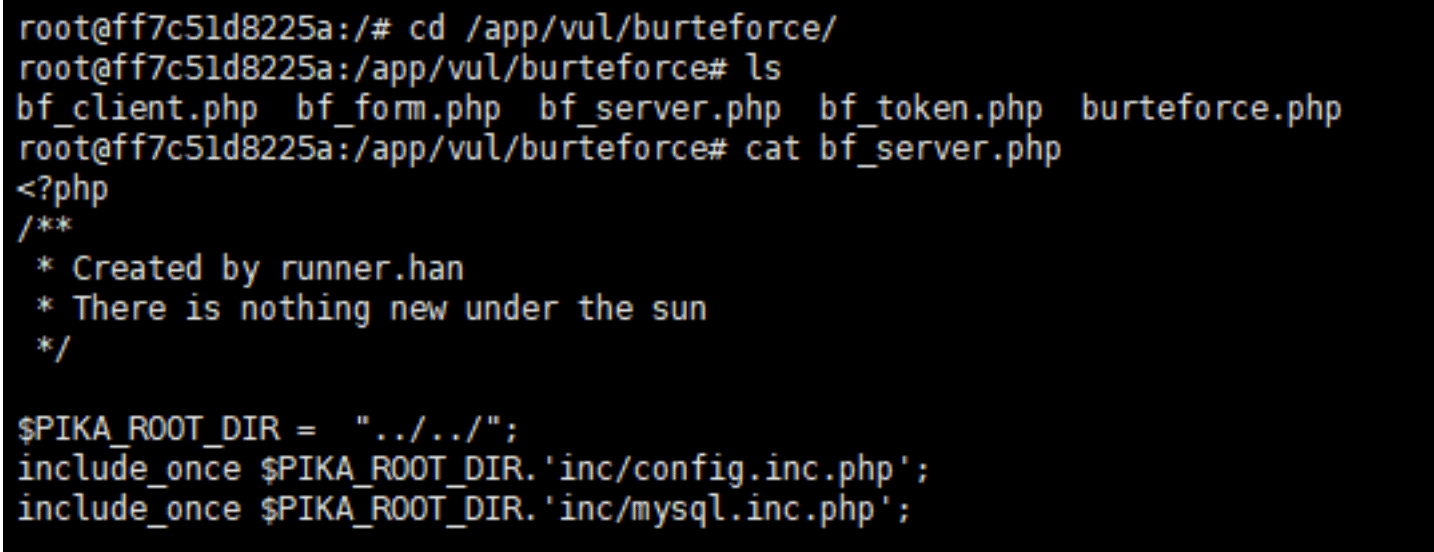 root@ff7c51d8225a:/# cd /app/vul/burteforce/
root@ff7c51d8225a:/app/vul/burteforce# ls
bf_client.php  bf_form.php  bf_server.php  bf_token.php  burteforce.php
root@ff7c51d8225a:/app/vul/burteforce# cat bf_server.php
<?php
/**
 * Created by runner.han
 * There is nothing new under the sun
 */
$PIKA_ROOT_DIR =  "../../";
include_once $PIKA_ROOT_DIR.'inc/config.inc.php';
include_once $PIKA_ROOT_DIR.'inc/mysql.inc.php';